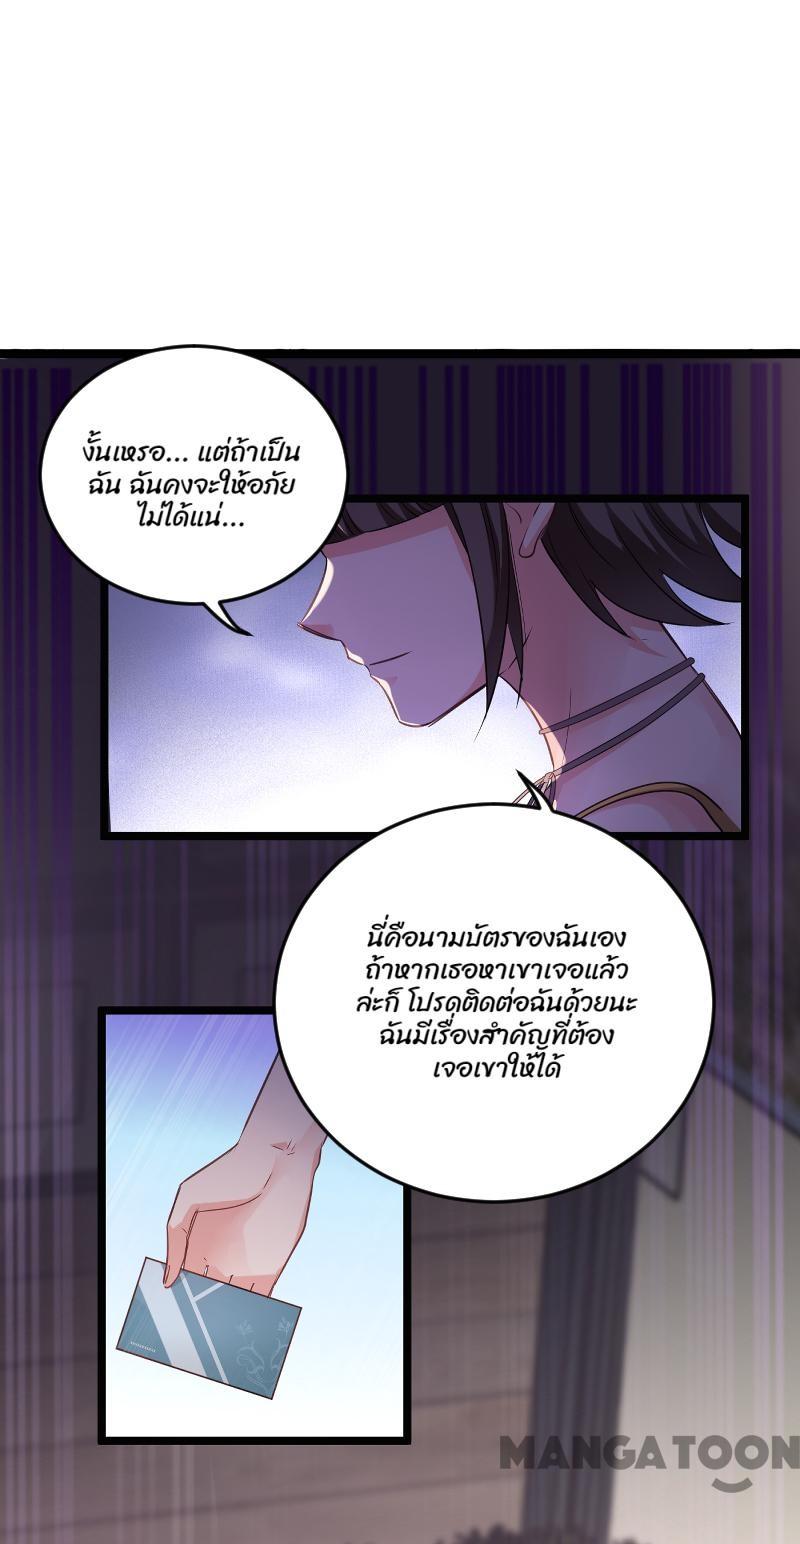 งั้นเหรอ... แต่ถ้าเป็น
ฉัน ฉันคงจะให้อภัย
ไม่ได้แน่...
นี่คือนามบัตรของฉันเอง
ถ้าหากเธอหาเขาเจอแล้ว
ล่ะก็ โปรดติดต่อฉันด้วยนะ
ฉันมีเรื่องสำคัญที่ต้อง
เจอเขาให้ได้
MANGATOON